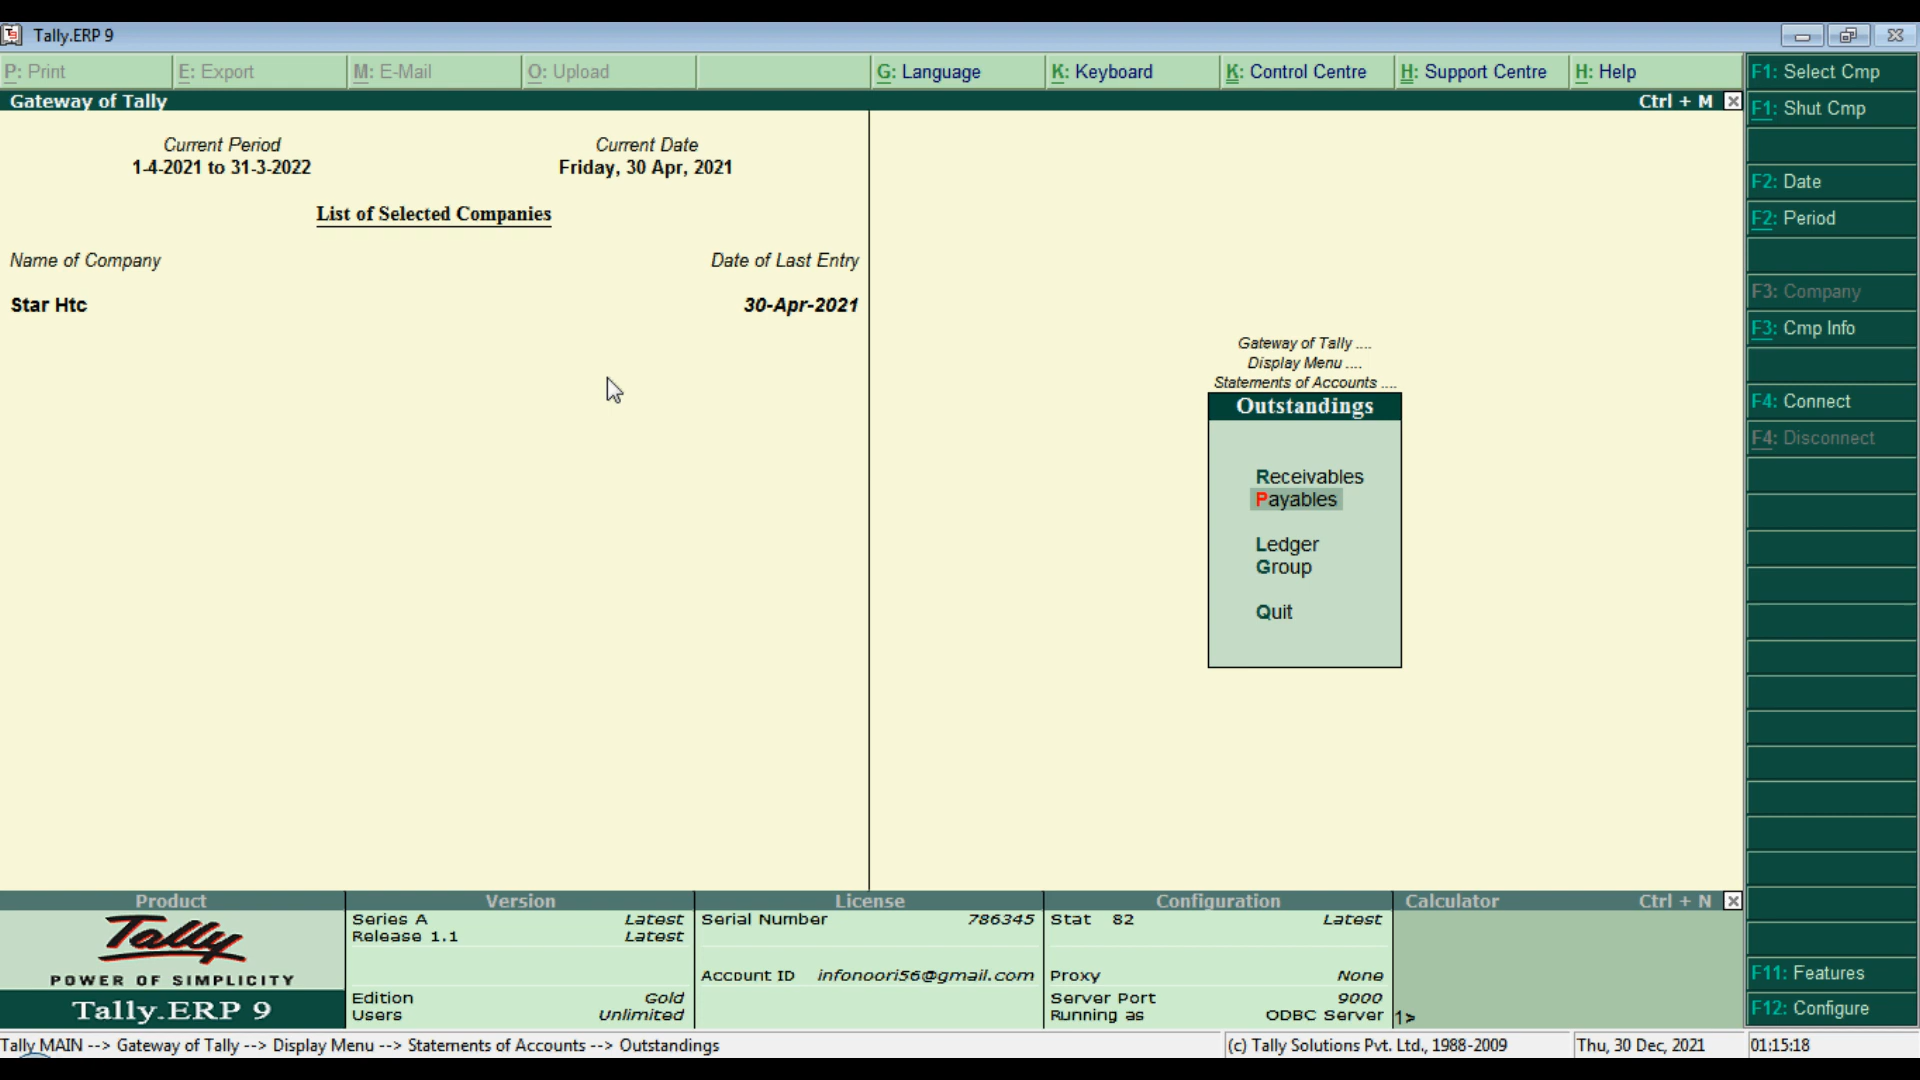 Tally.ERP 9
P: Print E: Export M: E-Mail O: Upload G: Language K: Keyboard K: Control Centre H: Support Centre H: Help
Gateway of Tally Ctrl + M
Current Period Current Date
1-4-2021 to 31-3-2022 Friday, 30 Apr, 2021
List of Selected Companies
Name of Company Date of Last Entry
Star Htc 30-Apr-2021
Gateway of Tally ....
Display Menu ....
Statements of Accounts ....
Outstandings
Receivables
Payables
Ledger
Group
Quit
F1: Select Cmp
F1: Shut Cmp
F2: Date
F2: Period
F3: Company
F3: Cmp Info
F4: Connect
F4: Disconnect
F11: Features
F12: Configure
Product
Tally
POWER OF SIMPLICITY
Tally.ERP 9
Version
Series A Latest
Release 1.1 Latest
Edition Gold
Users Unlimited
License
Serial Number 786345
Account ID infonoori56@gmail.com
Configuration
Stat 82 Latest
Proxy None
Server Port 9000
Running as ODBC Server
Calculator Ctrl + N
1>
Tally MAIN --> Gateway of Tally --> Display Menu --> Statements of Accounts --> Outstandings (c) Tally Solutions Pvt. Ltd., 1988-2009 Thu, 30 Dec, 2021 01:15:18